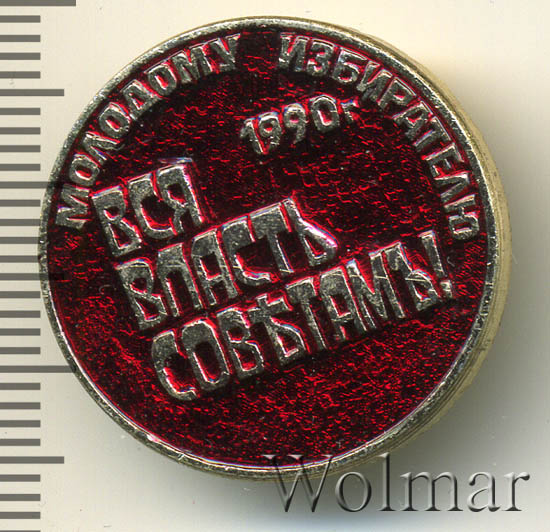 МОЛОДОМУ ИЗБИРАТЕЛЮ
1990г.
ВСЯ
ВЛАСТЬ
СОВѢТАМЪ!
Wolmar